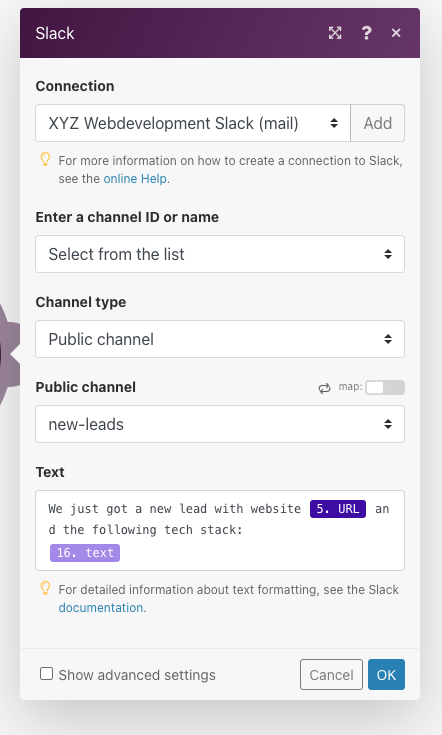 Slack ? ×
Connection
XYZ Webdevelopment Slack (mail) Add
For more information on how to create a connection to Slack,
see the online Help.
Enter a channel ID or name
Select from the list
Channel type
Public channel
Public channel map:
new-leads
Text
We just got a new lead with website 5. URL an
d the following tech stack:
16. text
For detailed information about text formatting, see the Slack
documentation.
Show advanced settings Cancel OK